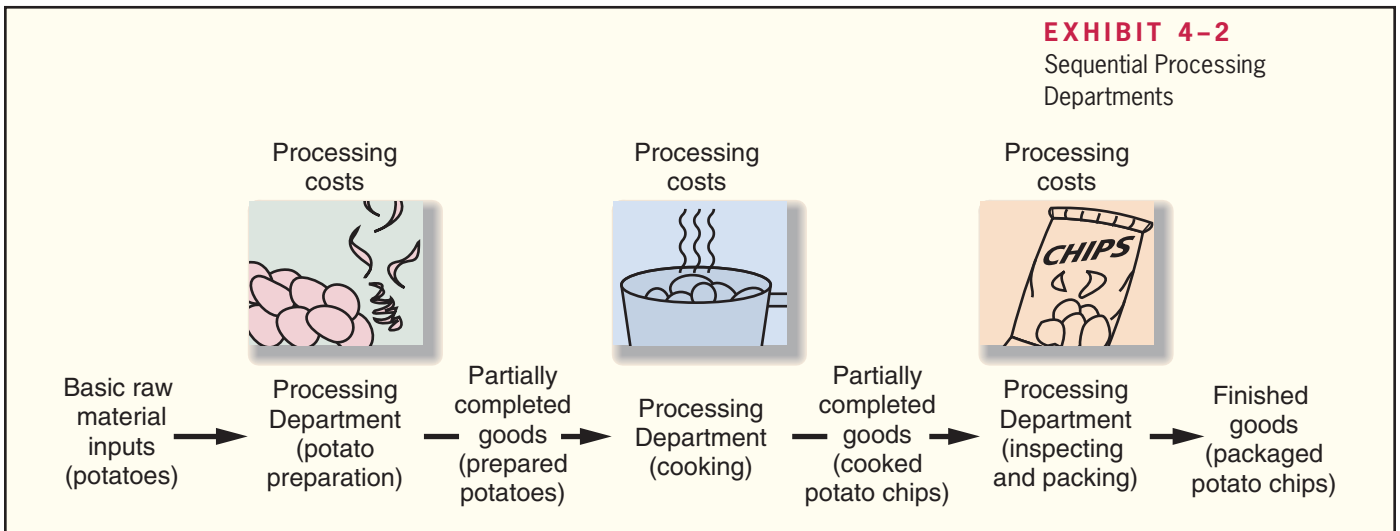 EXHIBIT 4–2
Sequential Processing
Departments
Processing
costs
Processing
costs
Processing
costs
CHIPS
Basic raw
material
inputs
(potatoes)
Processing
Department
(potato
preparation)
Partially
completed
goods
(prepared
potatoes)
Processing
Department
(cooking)
Partially
completed
goods
(cooked
potato chips)
Processing
Department
(inspecting
and packing)
Finished
goods
(packaged
potato chips)